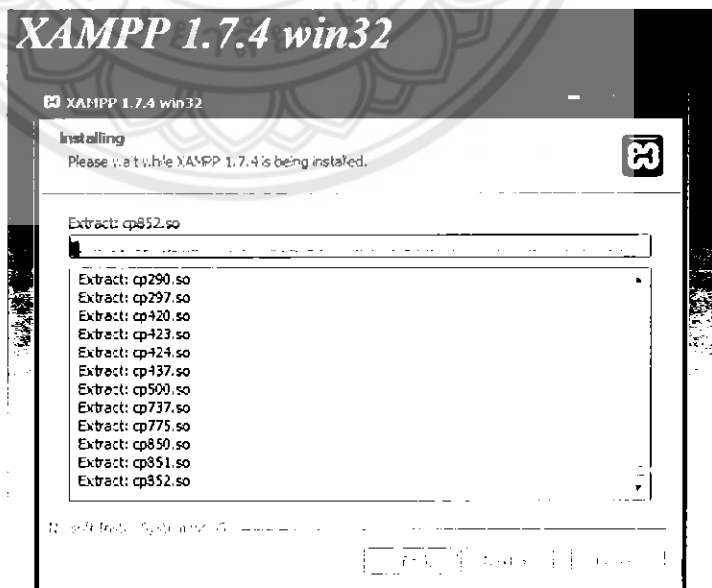 XAMPP 1.7.4 win32
XAMPP 1.7.4 win32
Installing
Please wait while XAMPP 1.7.4 is being installed.
Extract: cp852.so
Extract: cp290.so
Extract: cp297.so
Extract: cp420.so
Extract: cp423.so
Extract: cp424.so
Extract: cp437.so
Extract: cp500.so
Extract: cp737.so
Extract: cp775.so
Extract: cp850.so
Extract: cp851.so
Extract: cp852.so